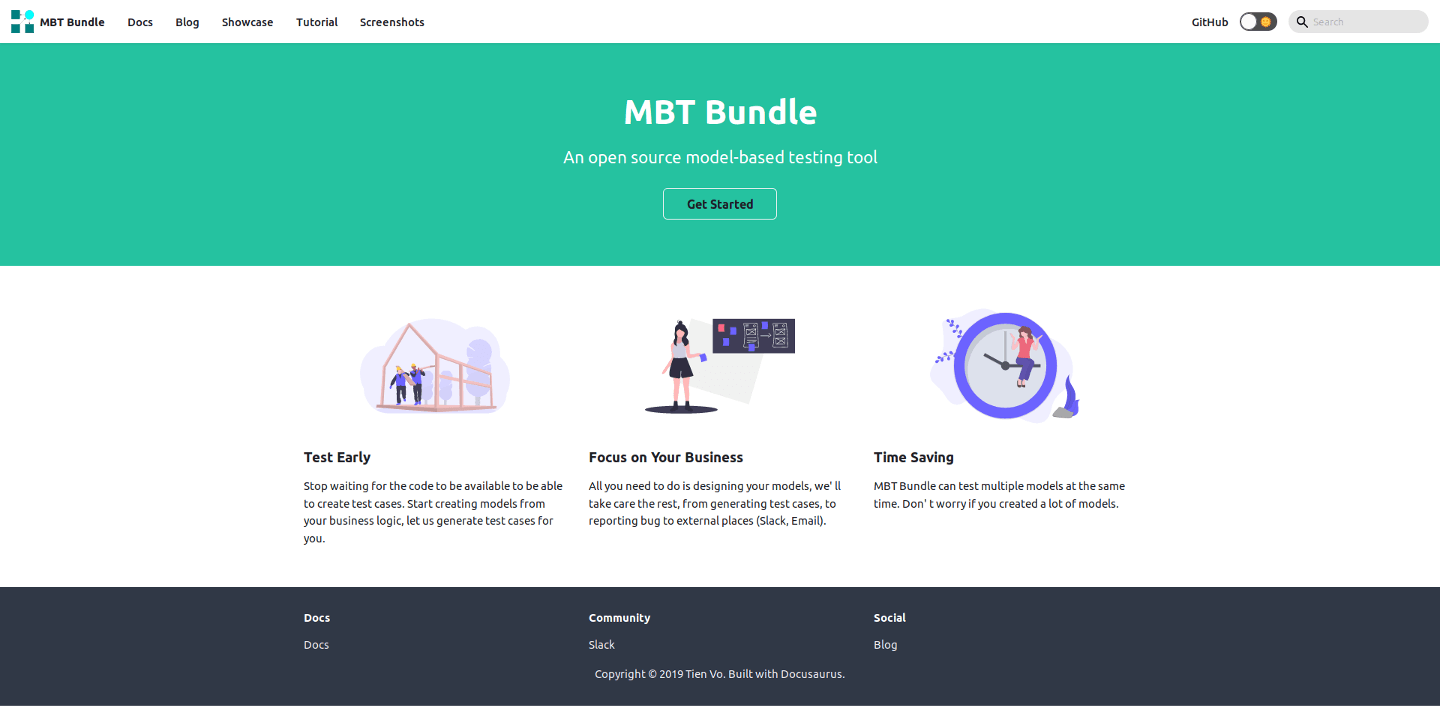 MBT Bundle Docs Blog Showcase Tutorial Screenshots GitHub Search
MBT Bundle
An open source model-based testing tool
Get Started
Test Early
Stop waiting for the code to be available to be able
to create test cases. Start creating models from
your business logic, let us generate test cases for
you.
Focus on Your Business
All you need to do is designing your models, we' ll
take care the rest, from generating test cases, to
reporting bug to external places (Slack, Email).
Time Saving
MBT Bundle can test multiple models at the same
time. Don' t worry if you created a lot of models.
Docs
Docs
Community
Slack
Social
Blog
Copyright © 2019 Tien Vo. Built with Docusaurus.